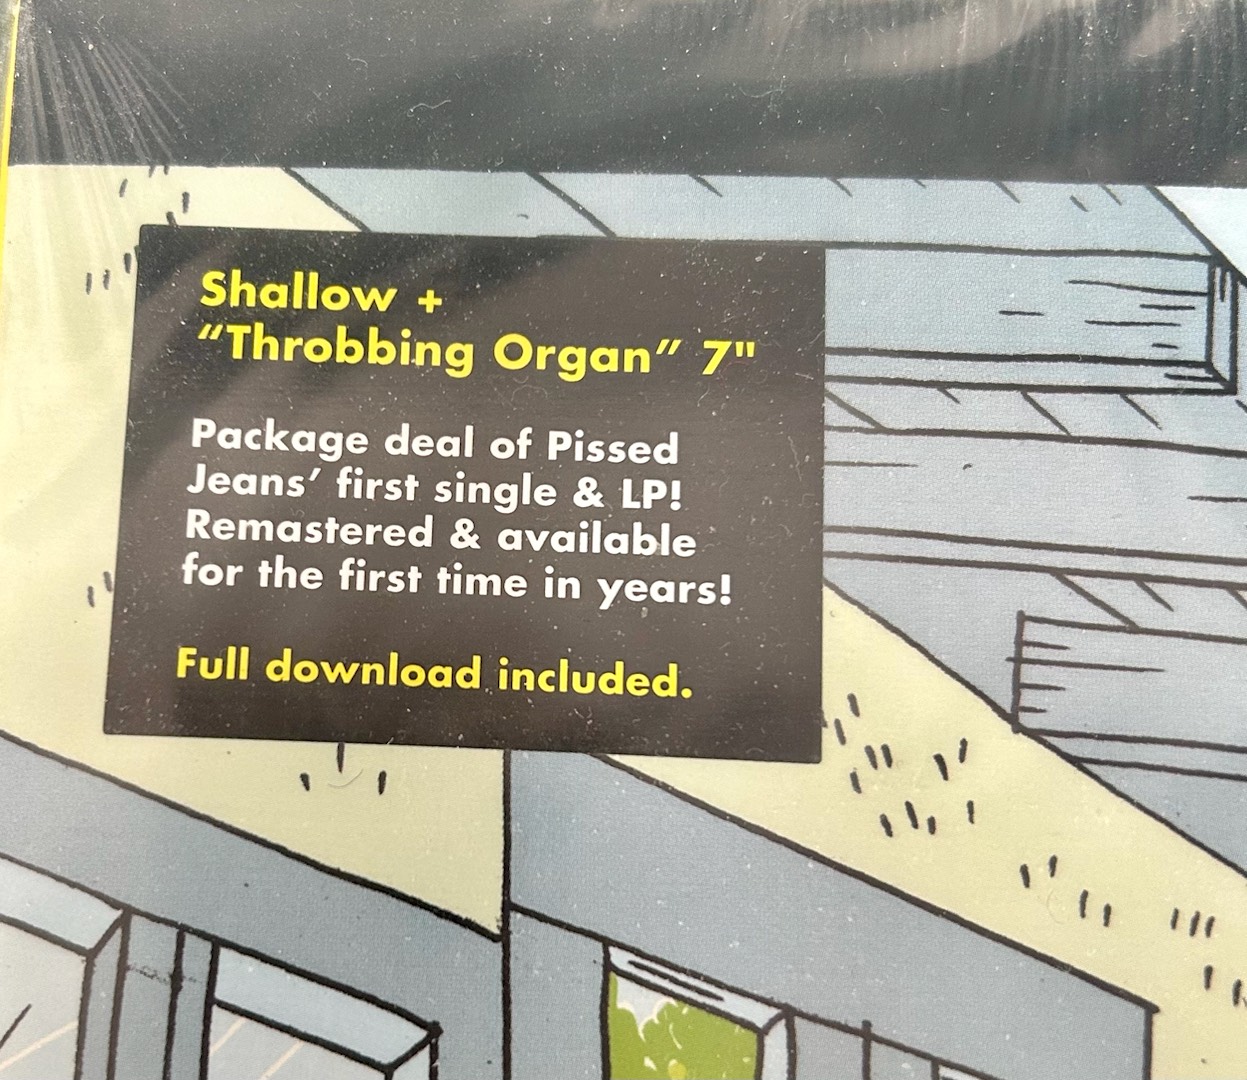 Shallow +
“Throbbing Organ” 7"
Package deal of Pissed
Jeans’ first single & LP!
Remastered & available
for the first time in years!
Full download included.